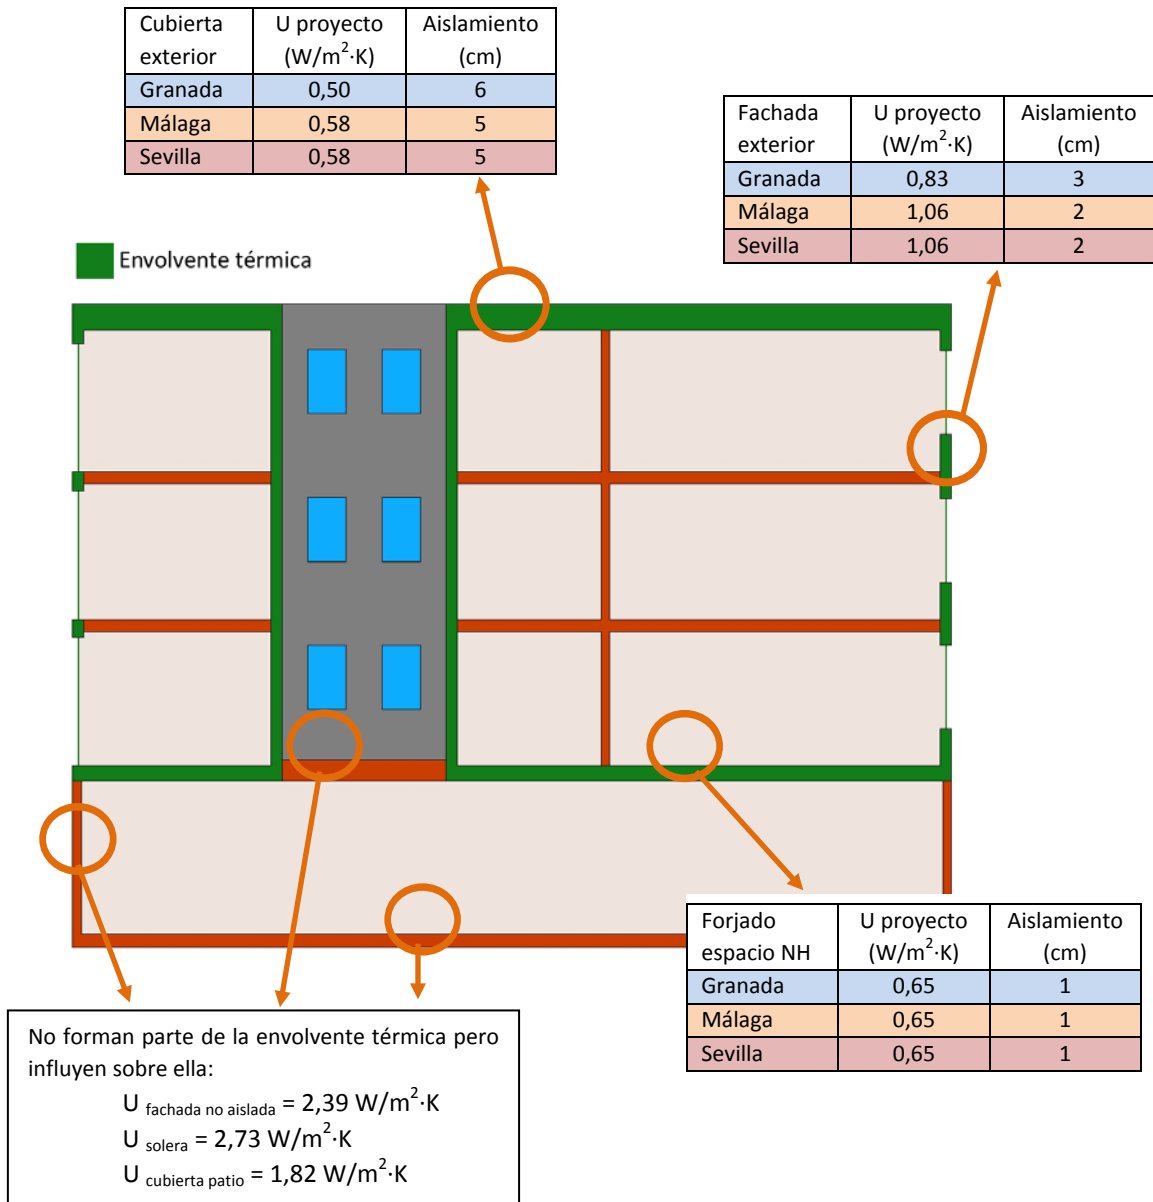 Cubierta exterior U proyecto (W/m²·K) Aislamiento (cm)
Granada 0,50 6
Málaga 0,58 5
Sevilla 0,58 5
Fachada exterior U proyecto (W/m²·K) Aislamiento (cm)
Granada 0,83 3
Málaga 1,06 2
Sevilla 1,06 2
Envolvente térmica
Forjado espacio NH U proyecto (W/m²·K) Aislamiento (cm)
Granada 0,65 1
Málaga 0,65 1
Sevilla 0,65 1
No forman parte de la envolvente térmica pero
influyen sobre ella:
U fachada no aislada = 2,39 W/m²·K
U solera = 2,73 W/m²·K
U cubierta patio = 1,82 W/m²·K